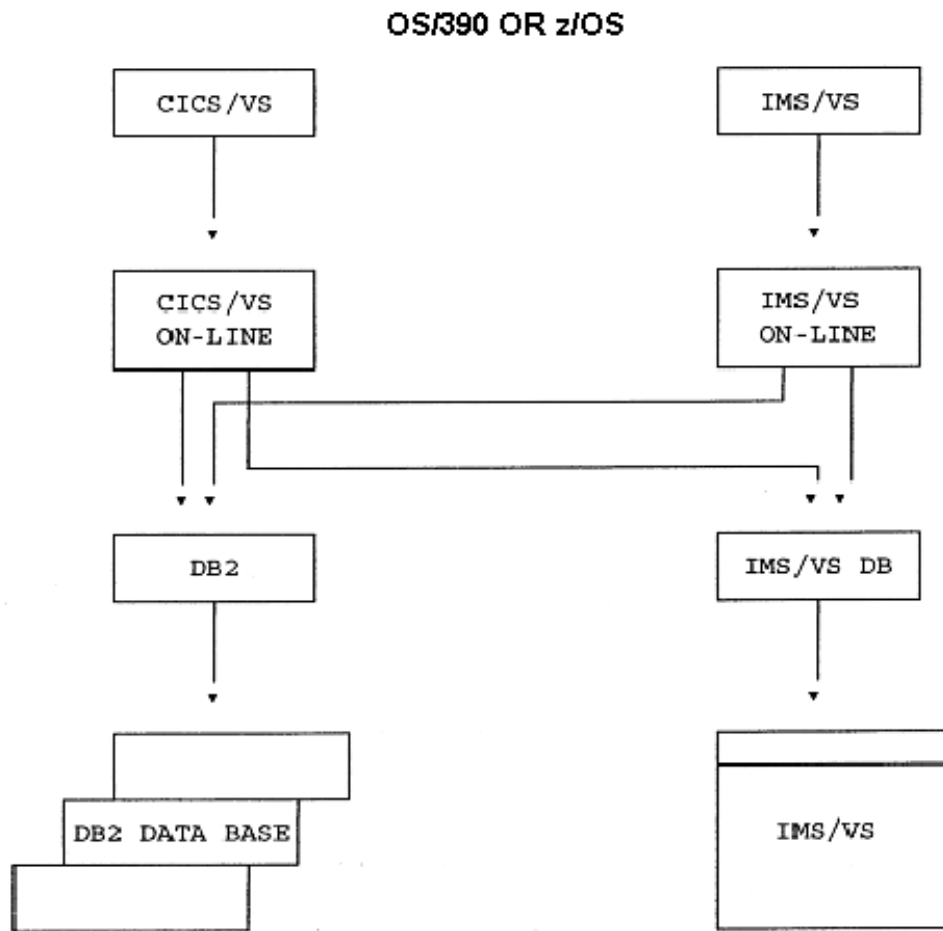 OS/390 OR z/OS
CICS/VS
IMS/VS
CICS/VS
ON-LINE
IMS/VS
ON-LINE
DB2
IMS/VS DB
DB2 DATA BASE
IMS/VS